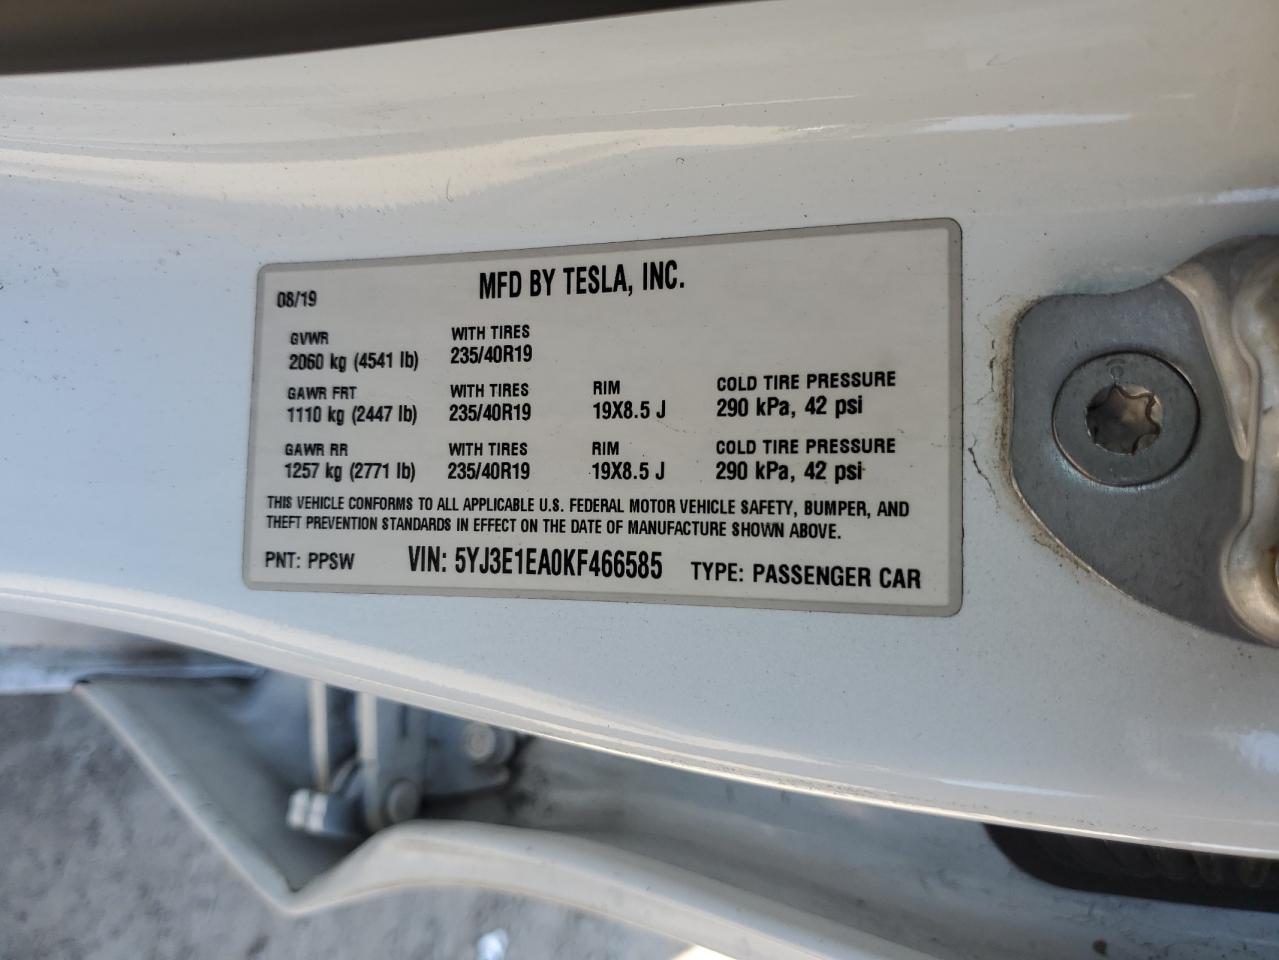 MFD BY TESLA, INC.
08/19
GVWR WITH TIRES
2060 kg (4541 lb) 235/40R19
GAWR FRT WITH TIRES RIM COLD TIRE PRESSURE
1110 kg (2447 lb) 235/40R19 19X8.5 J 290 kPa, 42 psi
GAWR RR WITH TIRES RIM COLD TIRE PRESSURE
1257 kg (2771 lb) 235/40R19 19X8.5 J 290 kPa, 42 psi
THIS VEHICLE CONFORMS TO ALL APPLICABLE U.S. FEDERAL MOTOR VEHICLE SAFETY, BUMPER, AND
THEFT PREVENTION STANDARDS IN EFFECT ON THE DATE OF MANUFACTURE SHOWN ABOVE.
PNT: PPSW VIN: 5YJ3E1EA0KF466585 TYPE: PASSENGER CAR